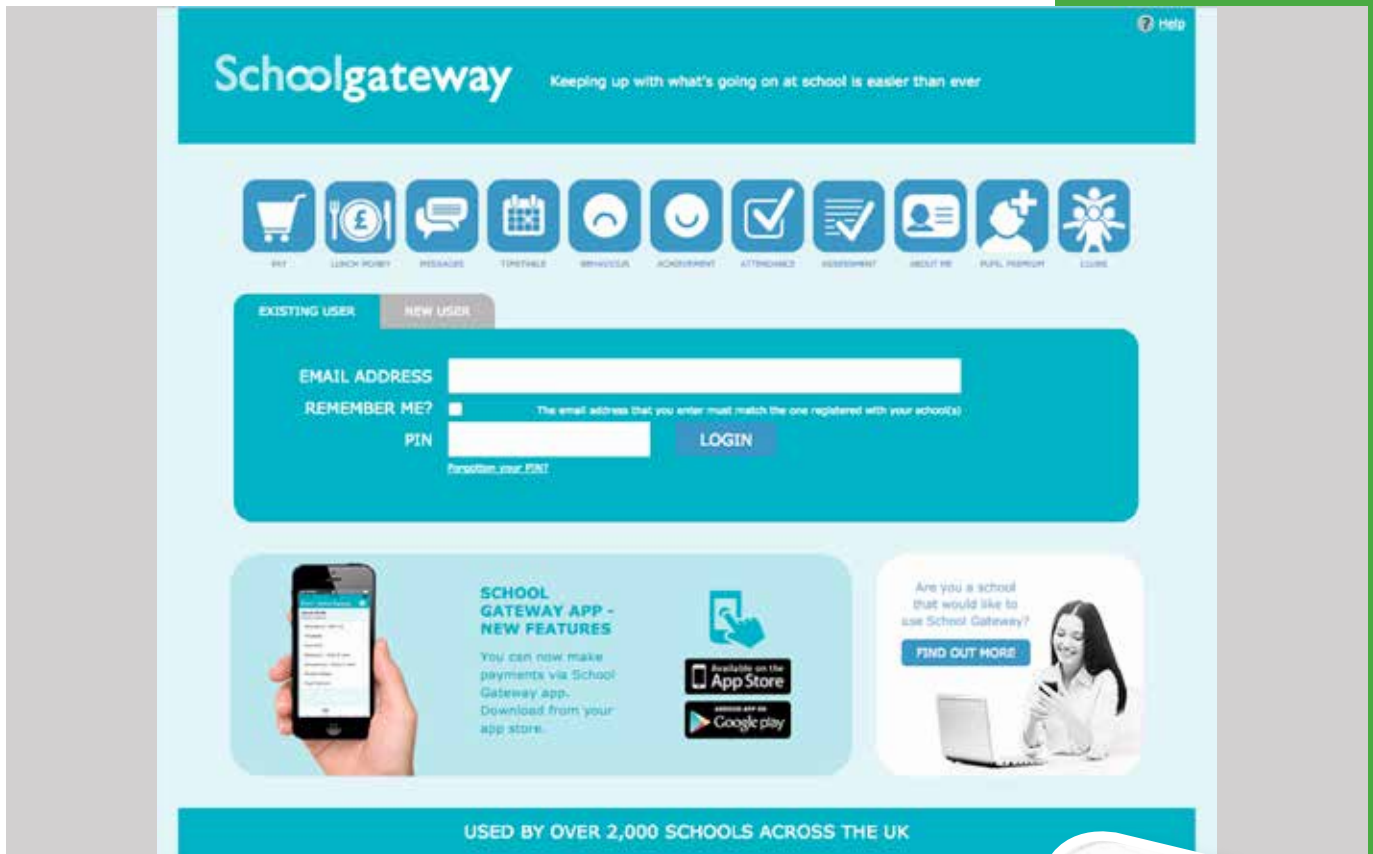 Help
Schoolgateway
Keeping up with what's going on at school is easier than ever
PAY LUNCH MONEY MESSAGES TIMETABLE BEHAVIOUR ACHIEVEMENT ATTENDANCE ASSESSMENT ABOUT ME PUPIL PREMIUM CLUBS
EXISTING USER
NEW USER
EMAIL ADDRESS
REMEMBER ME?
The email address that you enter must match the one registered with your school(s)
PIN
LOGIN
Forgotten your PIN?
SCHOOL
GATEWAY APP -
NEW FEATURES
You can now make
payments via School
Gateway app.
Download from your
app store.
Available on the
App Store
ANDROID APP ON
Google play
Are you a school
that would like to
use School Gateway?
FIND OUT MORE
USED BY OVER 2,000 SCHOOLS ACROSS THE UK